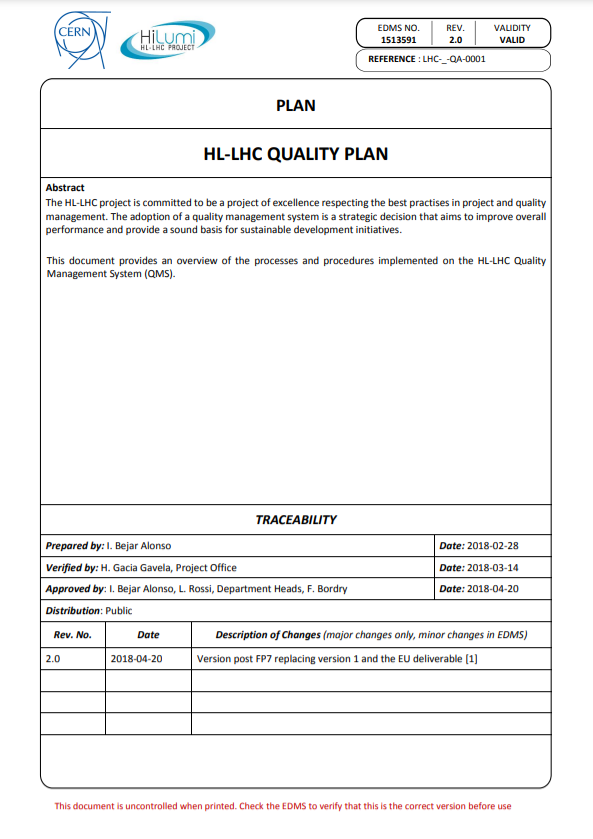 CERN
HiLumi
HL-LHC PROJECT
EDMS NO. REV. VALIDITY
1513591 2.0 VALID
REFERENCE : LHC-_-QA-0001
PLAN
HL-LHC QUALITY PLAN
Abstract
The HL-LHC project is committed to be a project of excellence respecting the best practises in project and quality
management. The adoption of a quality management system is a strategic decision that aims to improve overall
performance and provide a sound basis for sustainable development initiatives.
This document provides an overview of the processes and procedures implemented on the HL-LHC Quality
Management System (QMS).
TRACEABILITY
Prepared by: I. Bejar Alonso Date: 2018-02-28
Verified by: H. Gacia Gavela, Project Office Date: 2018-03-14
Approved by: I. Bejar Alonso, L. Rossi, Department Heads, F. Bordry Date: 2018-04-20
Distribution: Public
Rev. No. Date Description of Changes (major changes only, minor changes in EDMS)
2.0 2018-04-20 Version post FP7 replacing version 1 and the EU deliverable [1]
This document is uncontrolled when printed. Check the EDMS to verify that this is the correct version before use